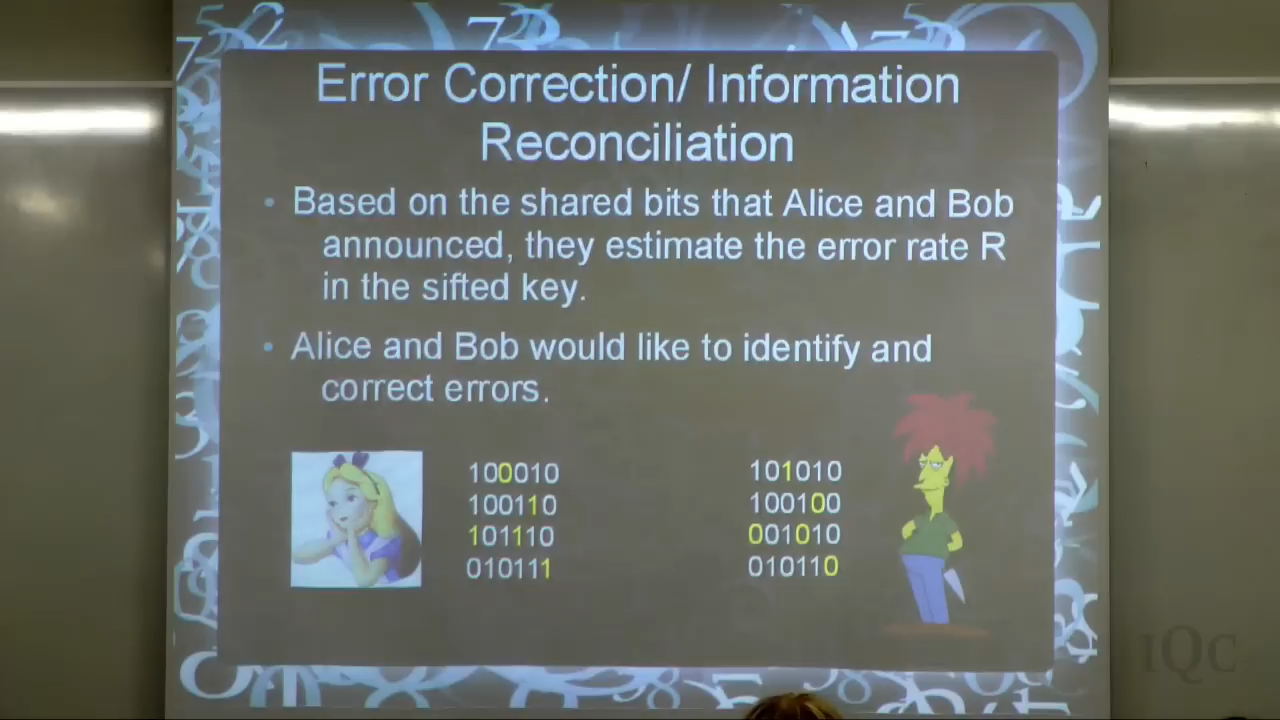 Error Correction/ Information
Reconciliation
• Based on the shared bits that Alice and Bob
announced, they estimate the error rate R
in the sifted key.
• Alice and Bob would like to identify and
correct errors.
100010 101010
100110 100100
101110 001010
010111 010110
IQC